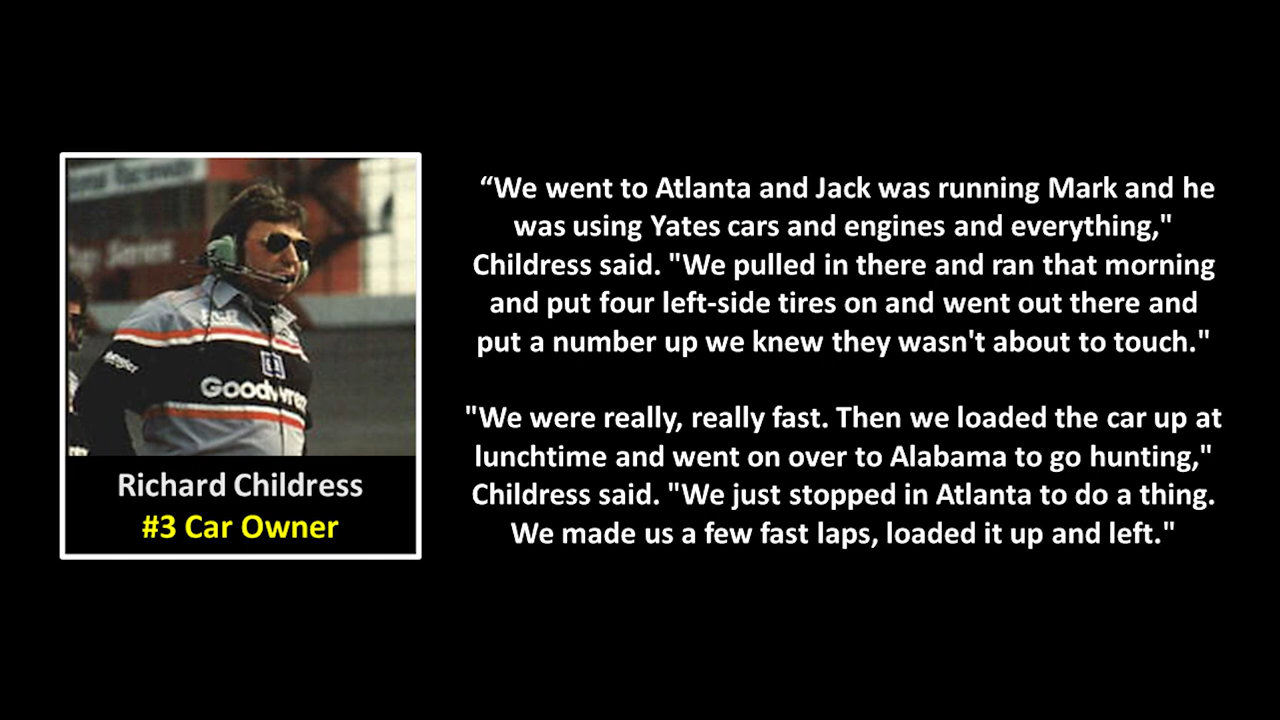 “We went to Atlanta and Jack was running Mark and he
was using Yates cars and engines and everything,"
Childress said. "We pulled in there and ran that morning
and put four left-side tires on and went out there and
put a number up we knew they wasn't about to touch."
"We were really, really fast. Then we loaded the car up at
lunchtime and went on over to Alabama to go hunting,"
Childress said. "We just stopped in Atlanta to do a thing.
We made us a few fast laps, loaded it up and left."
Goodwrench
Richard Childress
#3 Car Owner